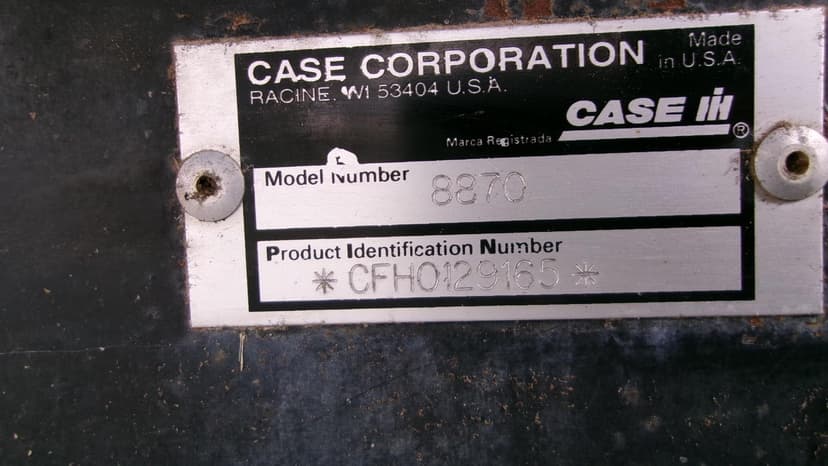 CASE CORPORATION
Made
in U.S.A.
RACINE, WI 53404 U.S.A.
CASE IH®
Marca Registrada
Model Number 8870
Product Identification Number
* CFH0129165 *